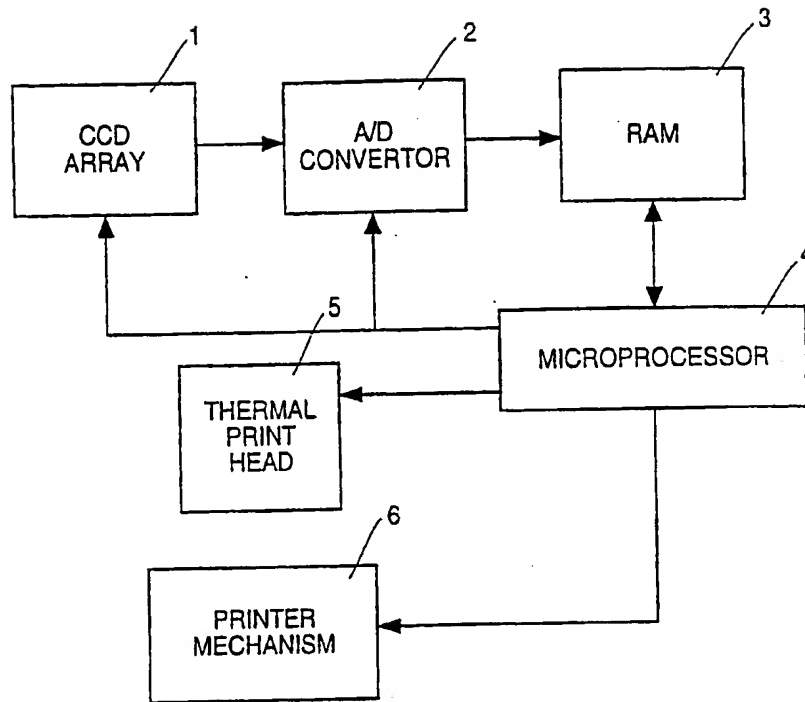 1
2
3
CCD
ARRAY
A/D
CONVERTOR
RAM
4
MICROPROCESSOR
5
THERMAL
PRINT
HEAD
6
PRINTER
MECHANISM